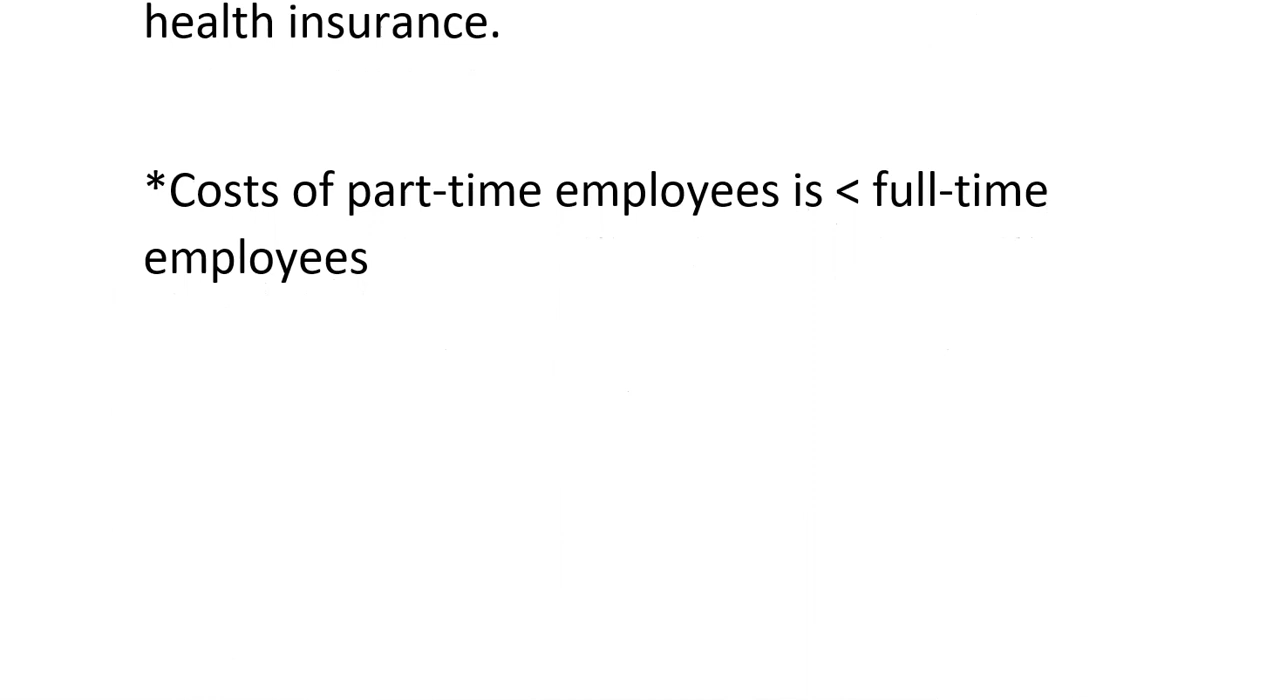 health insurance.
*Costs of part-time employees is < full-time
employees